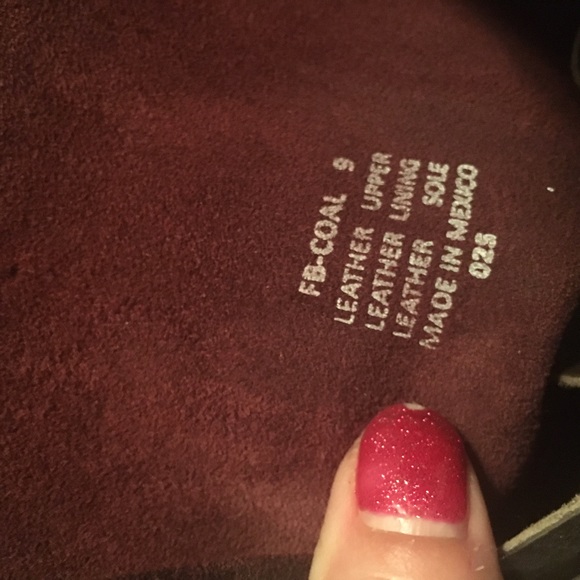 FB-COAL 9
LEATHER UPPER
LEATHER LINING
LEATHER SOLE
MADE IN MEXICO
025